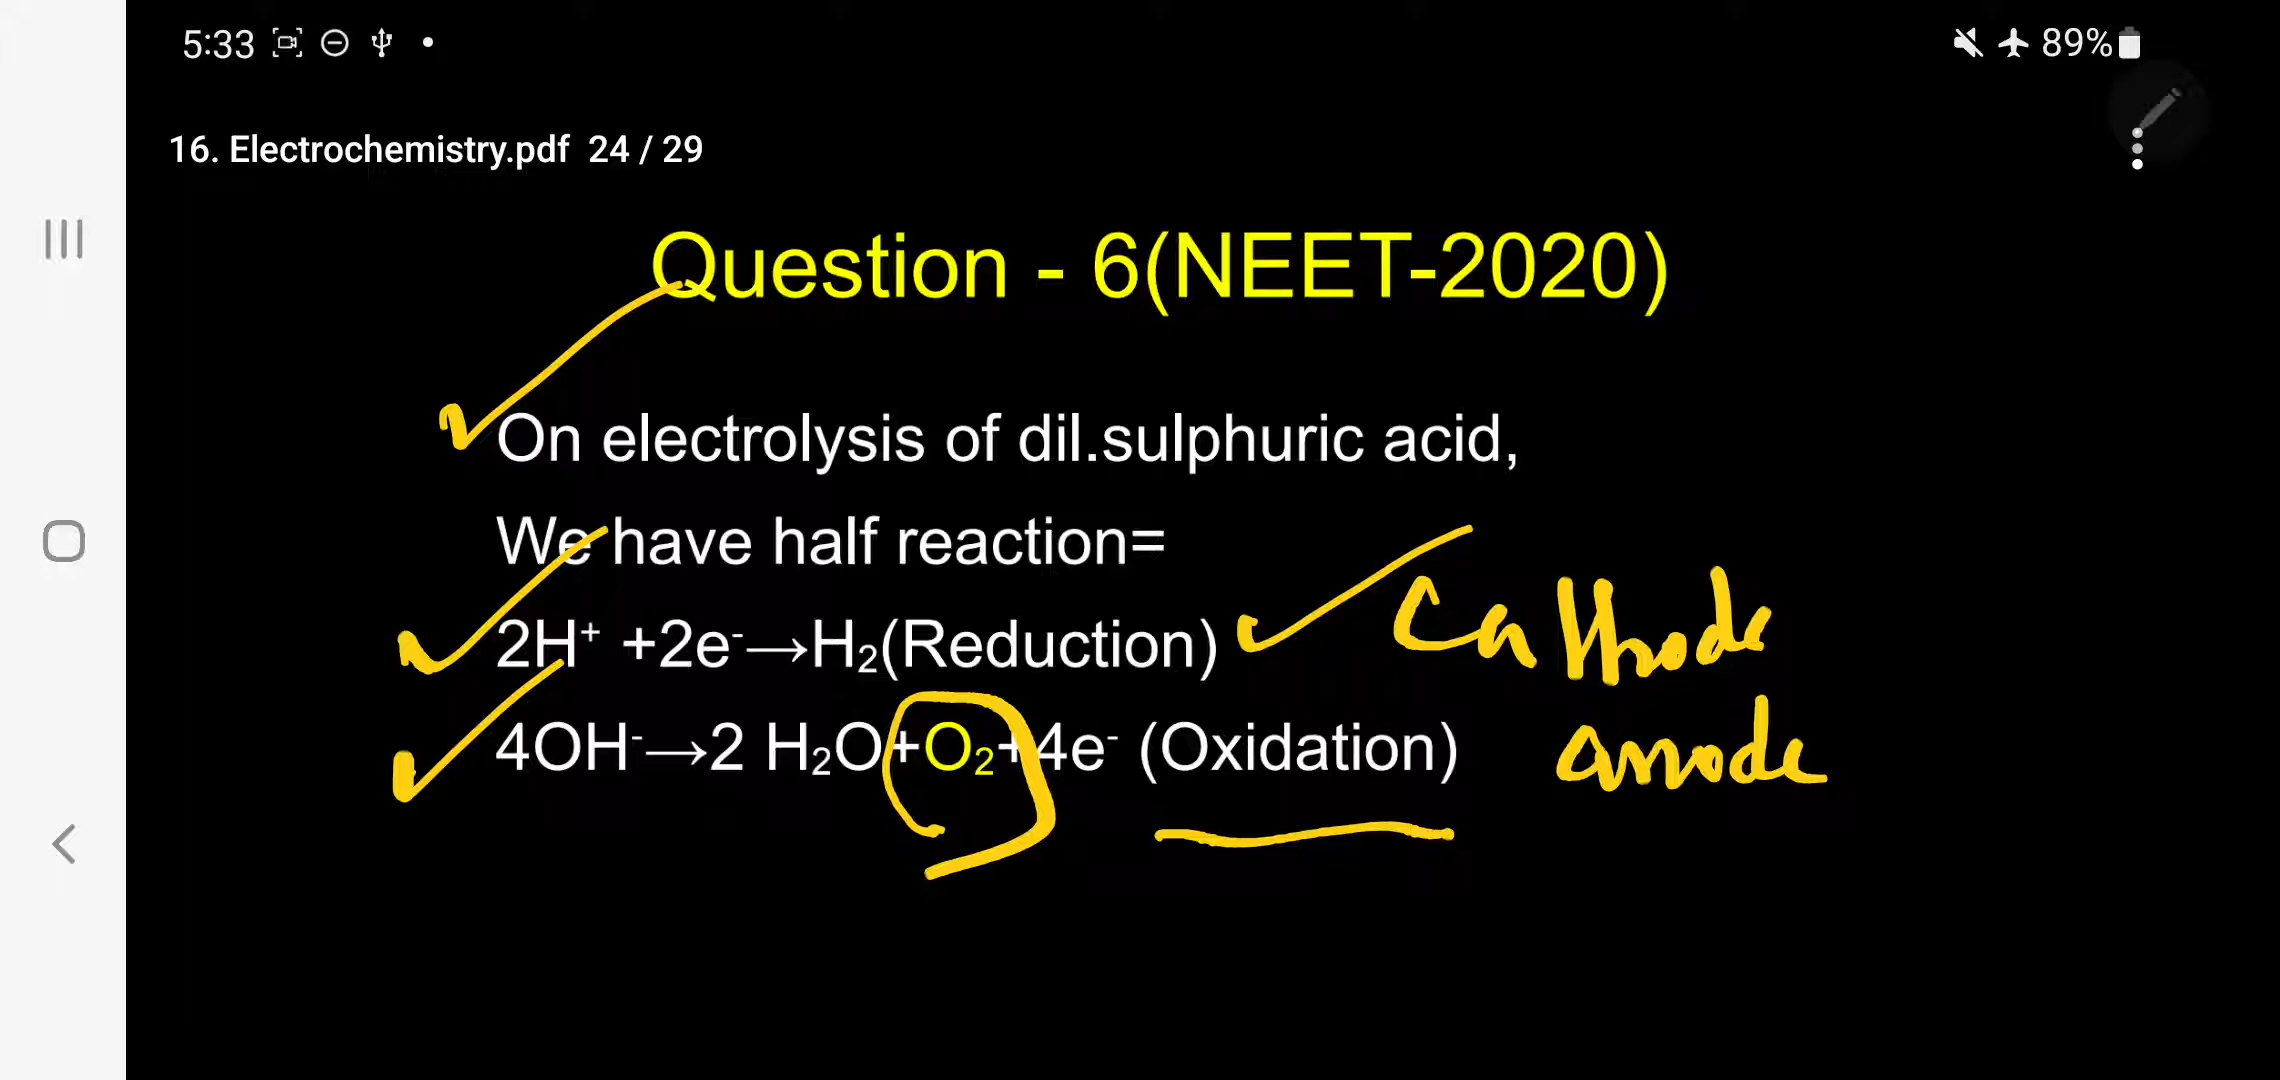 5:33 89%
16. Electrochemistry.pdf 24 / 29
Question - 6(NEET-2020)
On electrolysis of dil.sulphuric acid,
We have half reaction=
2H⁺ +2e⁻→H₂(Reduction) Cathode
4OH⁻→2 H₂O+O₂+4e⁻ (Oxidation) anode